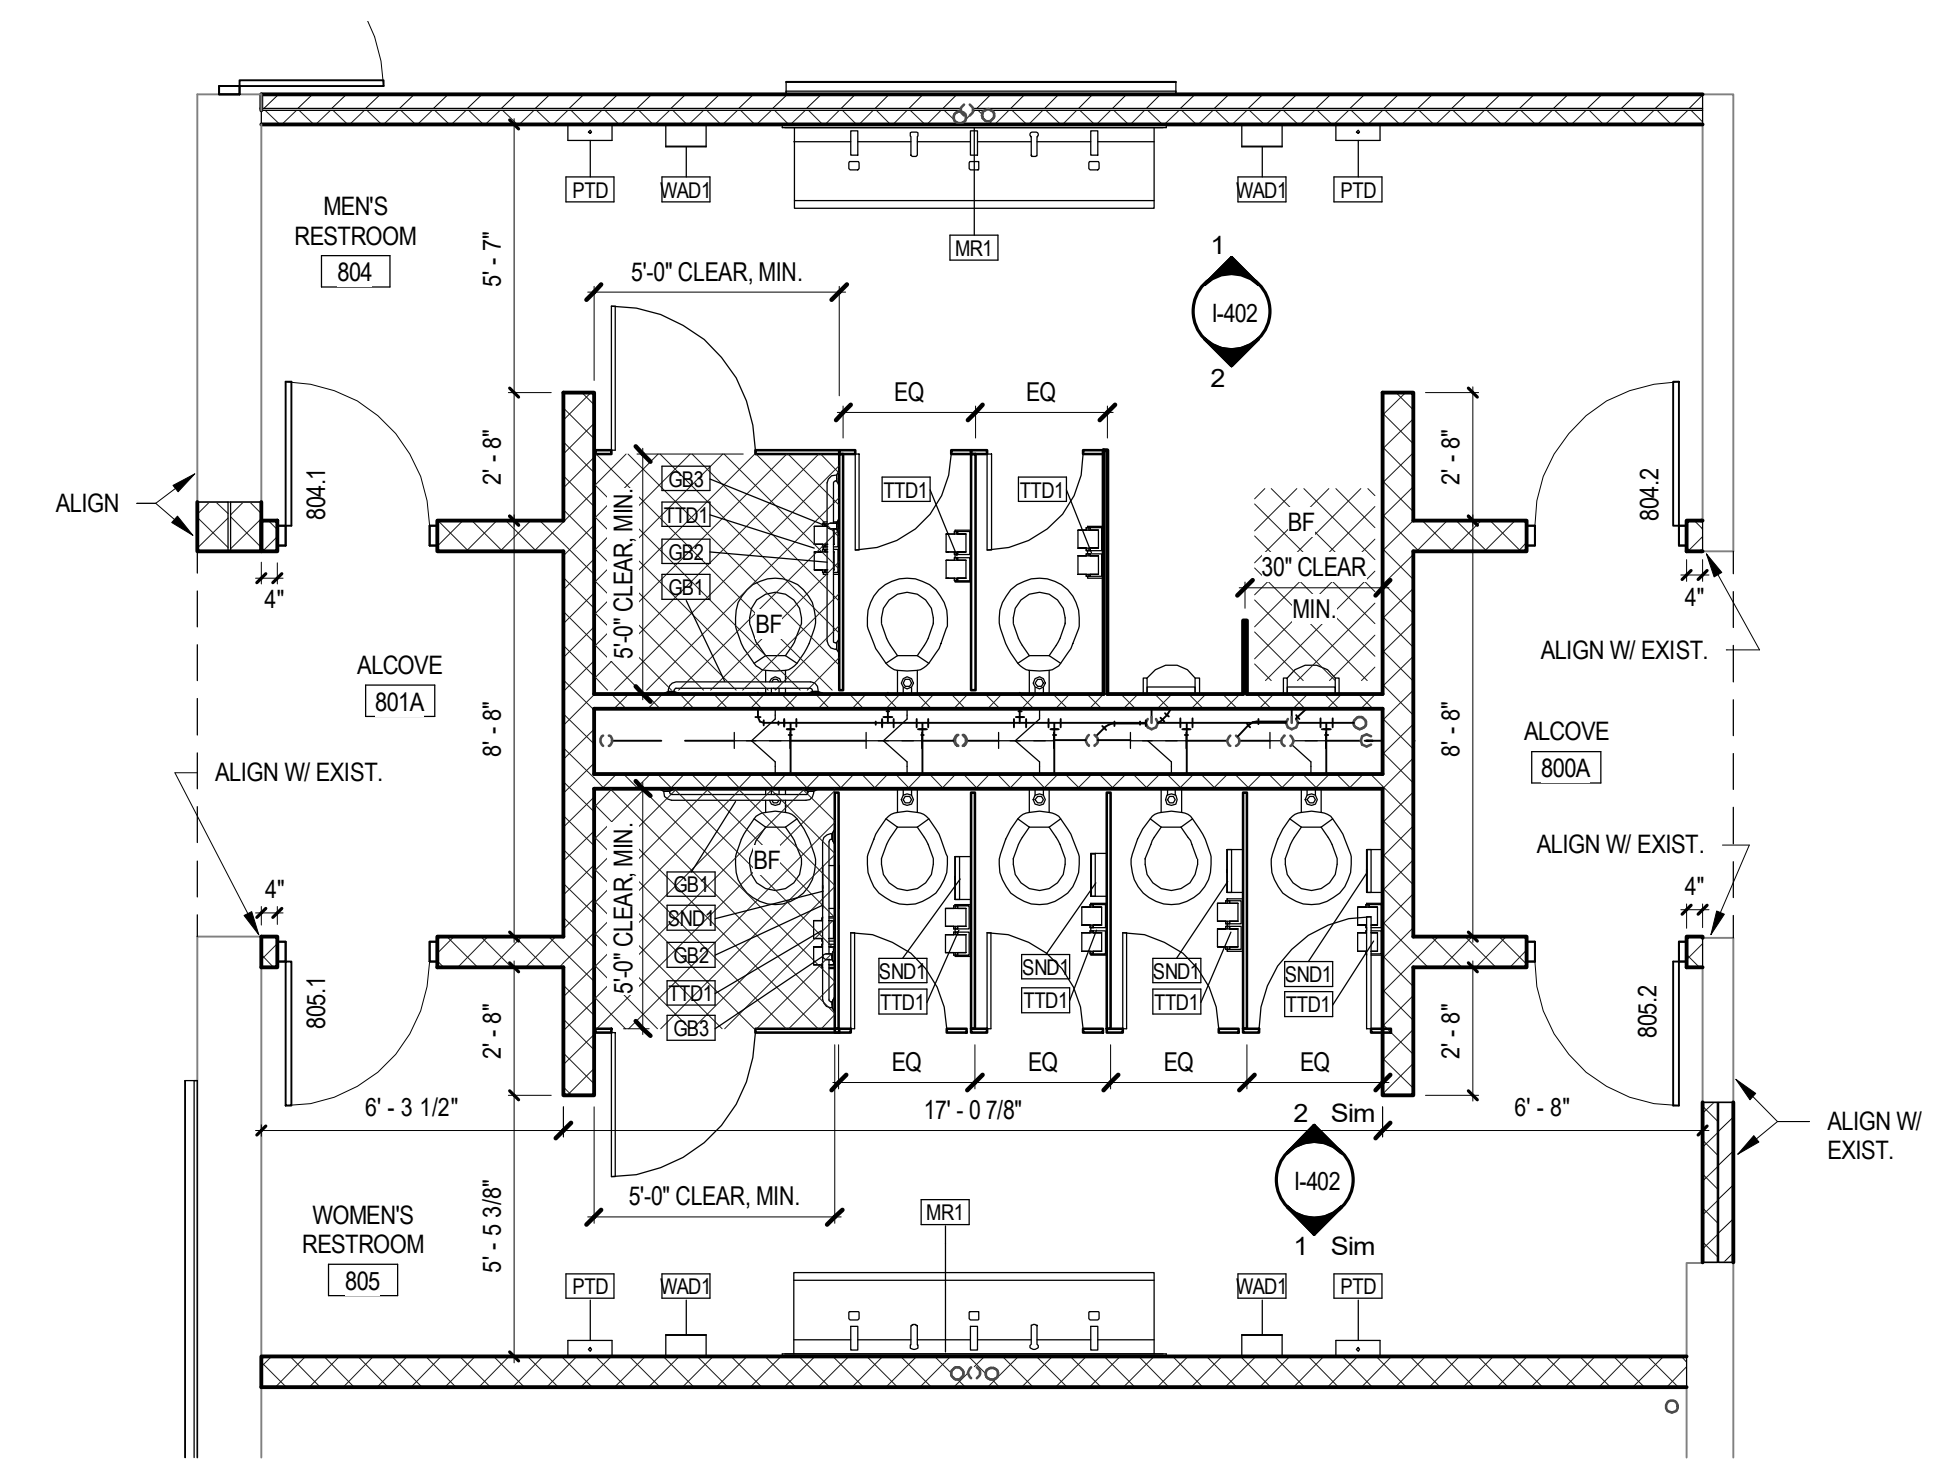 PTD
WAD1
WAD1
PTD
MEN'S
RESTROOM
804
MR1
5' - 7"
5'-0" CLEAR, MIN.
1
I-402
2
EQ
EQ
2' - 8"
2' - 8"
804.1
804.2
ALIGN
GB3
TTD1
GB2
GB1
TTD1
TTD1
5'-0" CLEAR, MIN.
BF
BF
30" CLEAR
MIN.
4"
4"
ALIGN W/ EXIST.
ALCOVE
801A
8' - 8"
8' - 8"
ALCOVE
800A
ALIGN W/ EXIST.
ALIGN W/ EXIST.
4"
4"
5'-0" CLEAR, MIN.
BF
GB1
SND1
GB2
TTD1
GB3
SND1
TTD1
SND1
TTD1
SND1
TTD1
SND1
TTD1
805.1
805.2
2' - 8"
2' - 8"
EQ
EQ
EQ
EQ
6' - 3 1/2"
17' - 0 7/8"
6' - 8"
2 Sim
I-402
1 Sim
ALIGN W/
EXIST.
5'-0" CLEAR, MIN.
5' - 5 3/8"
WOMEN'S
RESTROOM
805
MR1
PTD
WAD1
WAD1
PTD